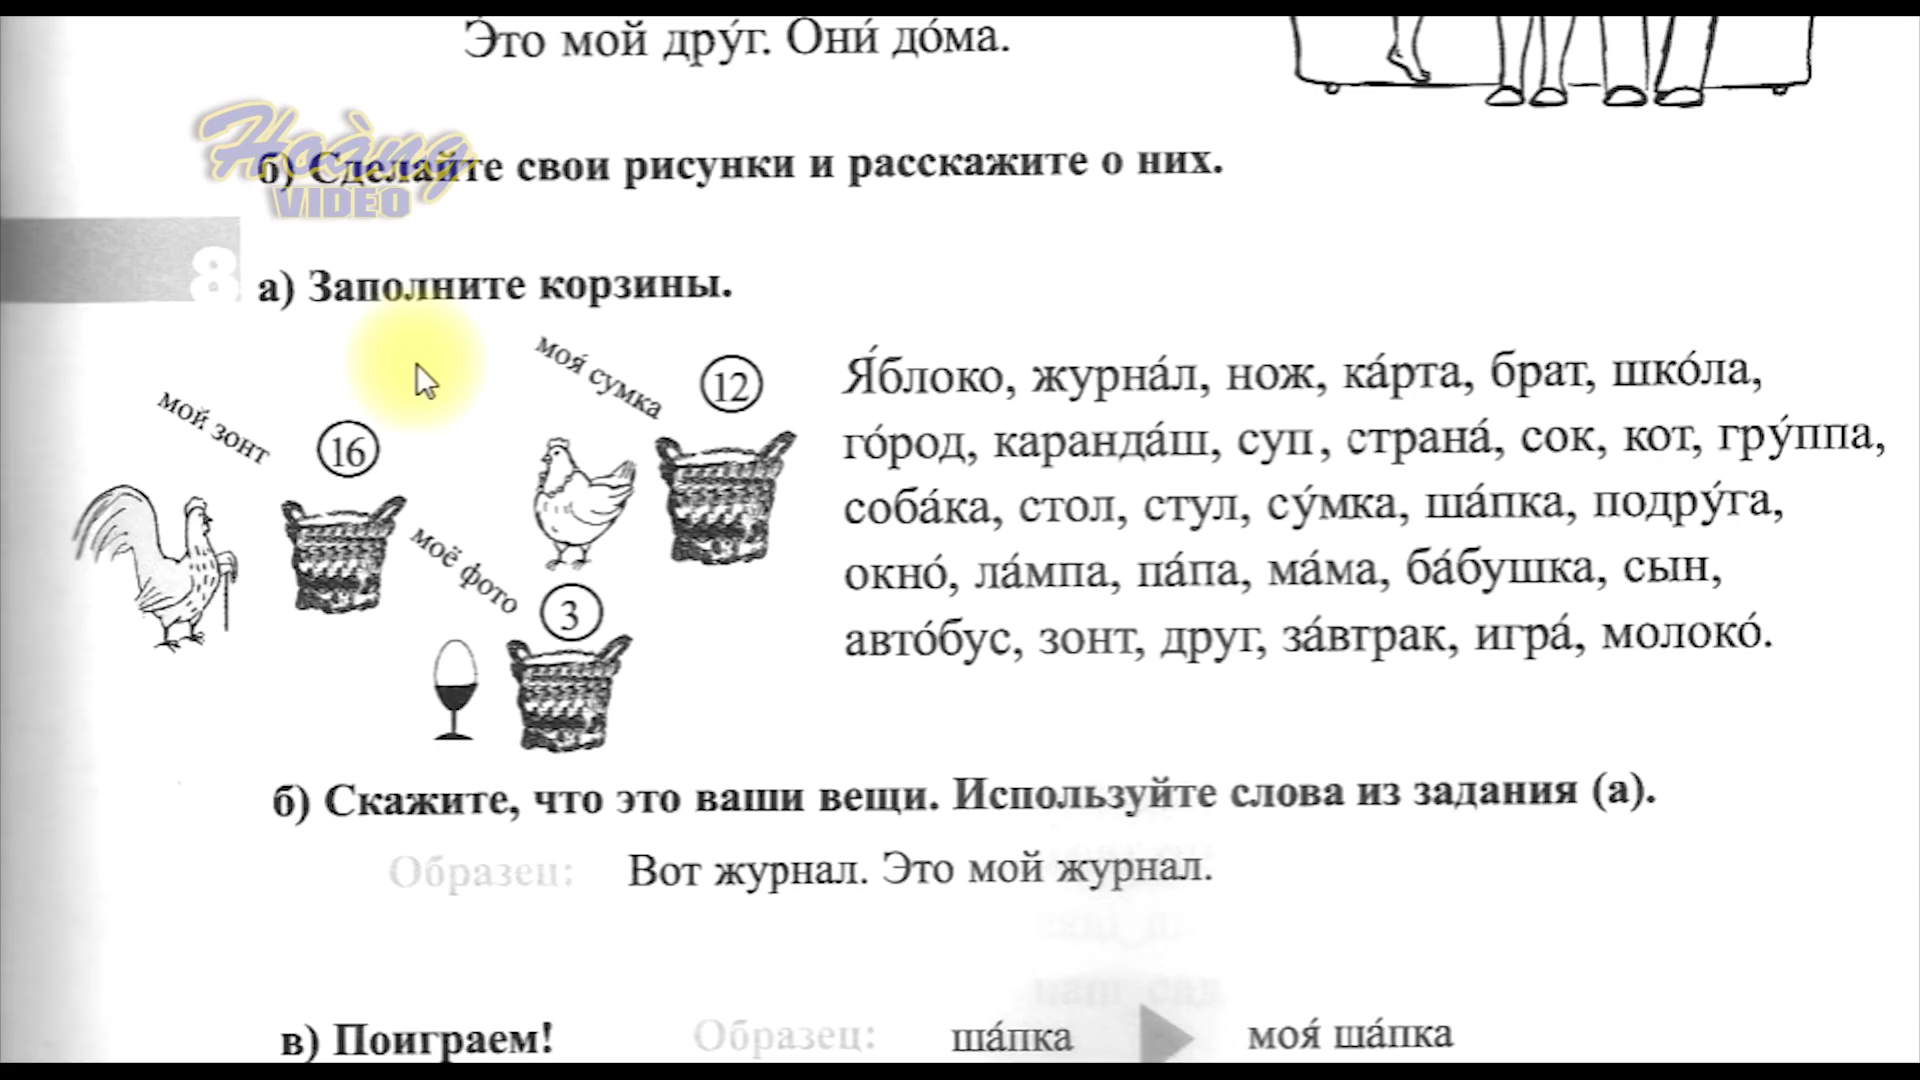 Э́то мой дру́г. Они́ до́ма.
Hoàng
VIDEO
б) Сделайте свои рисунки и расскажите о них.
8
а) Заполните корзины.
мой зонт
16
моя́ сумка
12
моё фото
3
Я́блоко, журна́л, нож, ка́рта, брат, шко́ла,
го́род, каранда́ш, суп, страна́, сок, кот, гру́ппа,
соба́ка, стол, стул, су́мка, ша́пка, подру́га,
окно́, ла́мпа, па́па, ма́ма, ба́бушка, сын,
авто́бус, зонт, друг, за́втрак, игра́, молоко́.
б) Скажите, что это ваши вещи. Используйте слова из задания (а).
Образец: Вот журнал. Это мой журнал.
в) Поиграем! Образец: ша́пка моя́ ша́пка